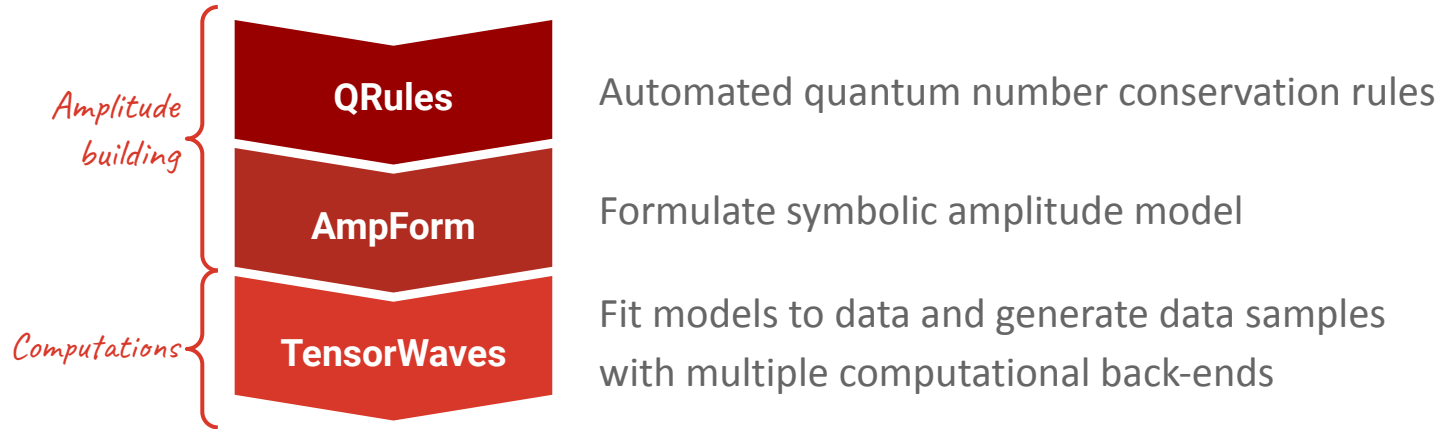 Amplitude
building
QRules
Automated quantum number conservation rules
AmpForm
Formulate symbolic amplitude model
Computations
TensorWaves
Fit models to data and generate data samples
with multiple computational back-ends